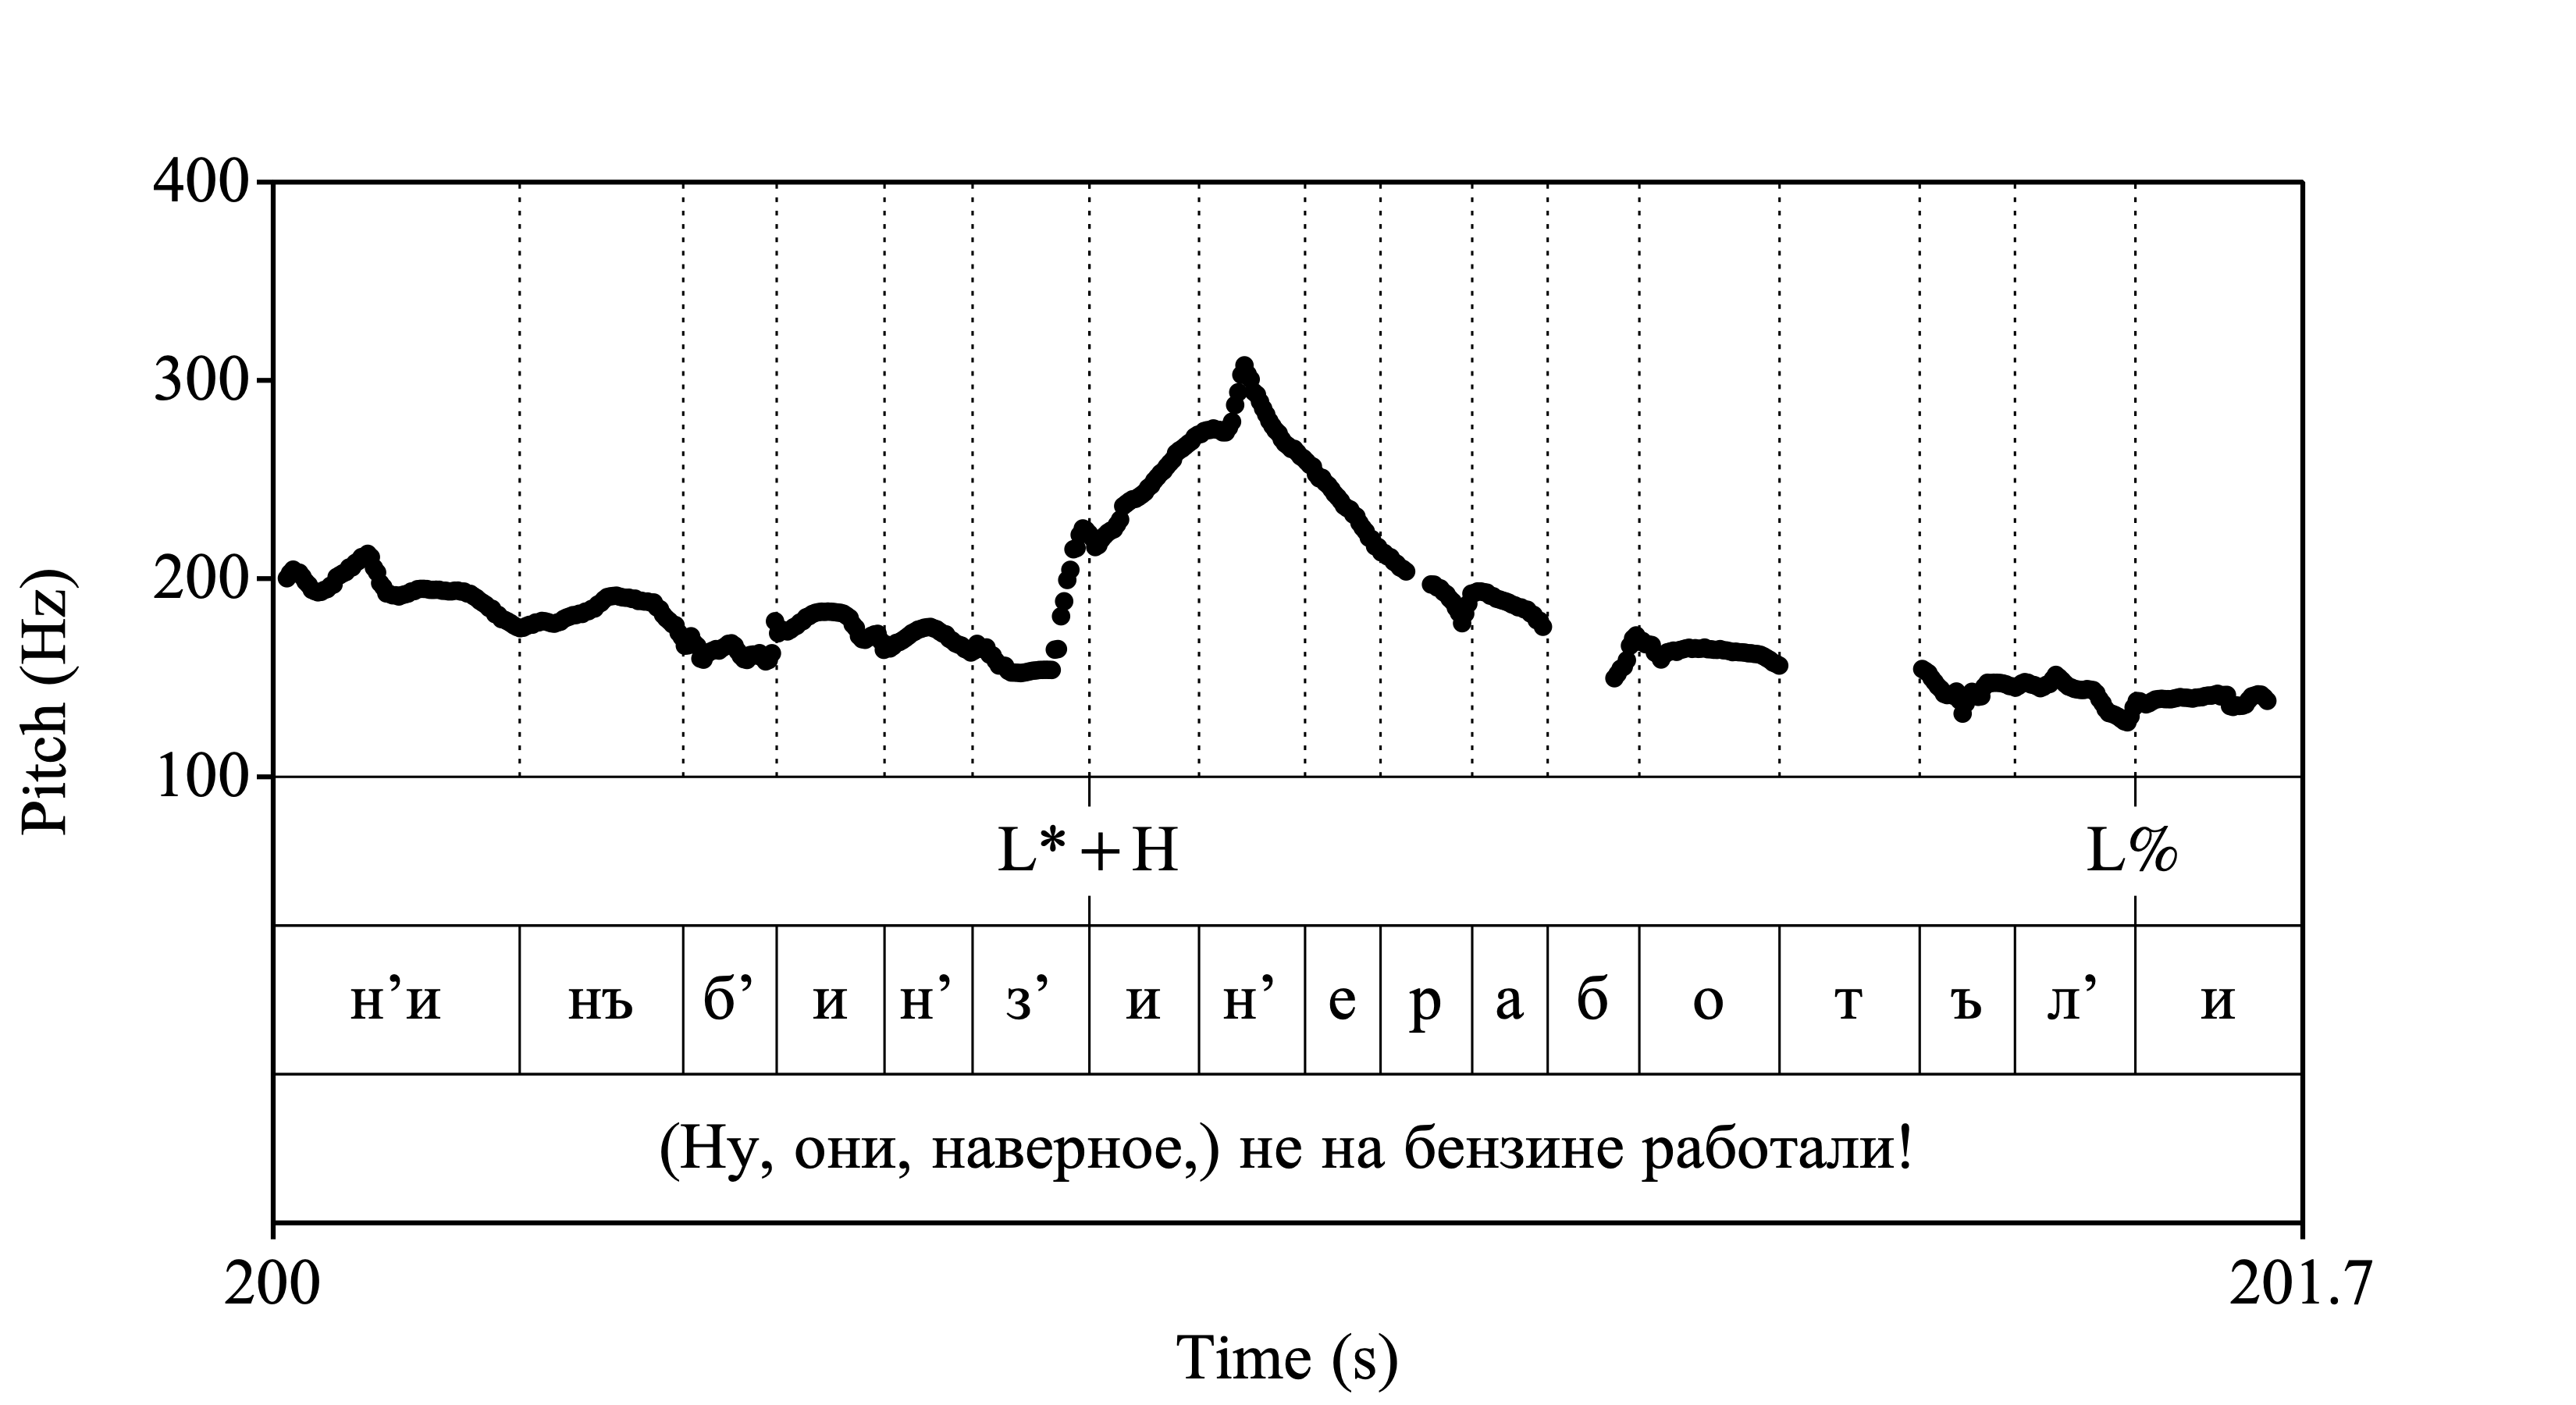 400
300
200
100
Pitch (Hz)
L*+H L%
н’и нъ б’ и н’ з’ и н’ е р а б о т ъ л’ и
(Ну, они, наверное,) не на бензине работали!
200 201.7
Time (s)